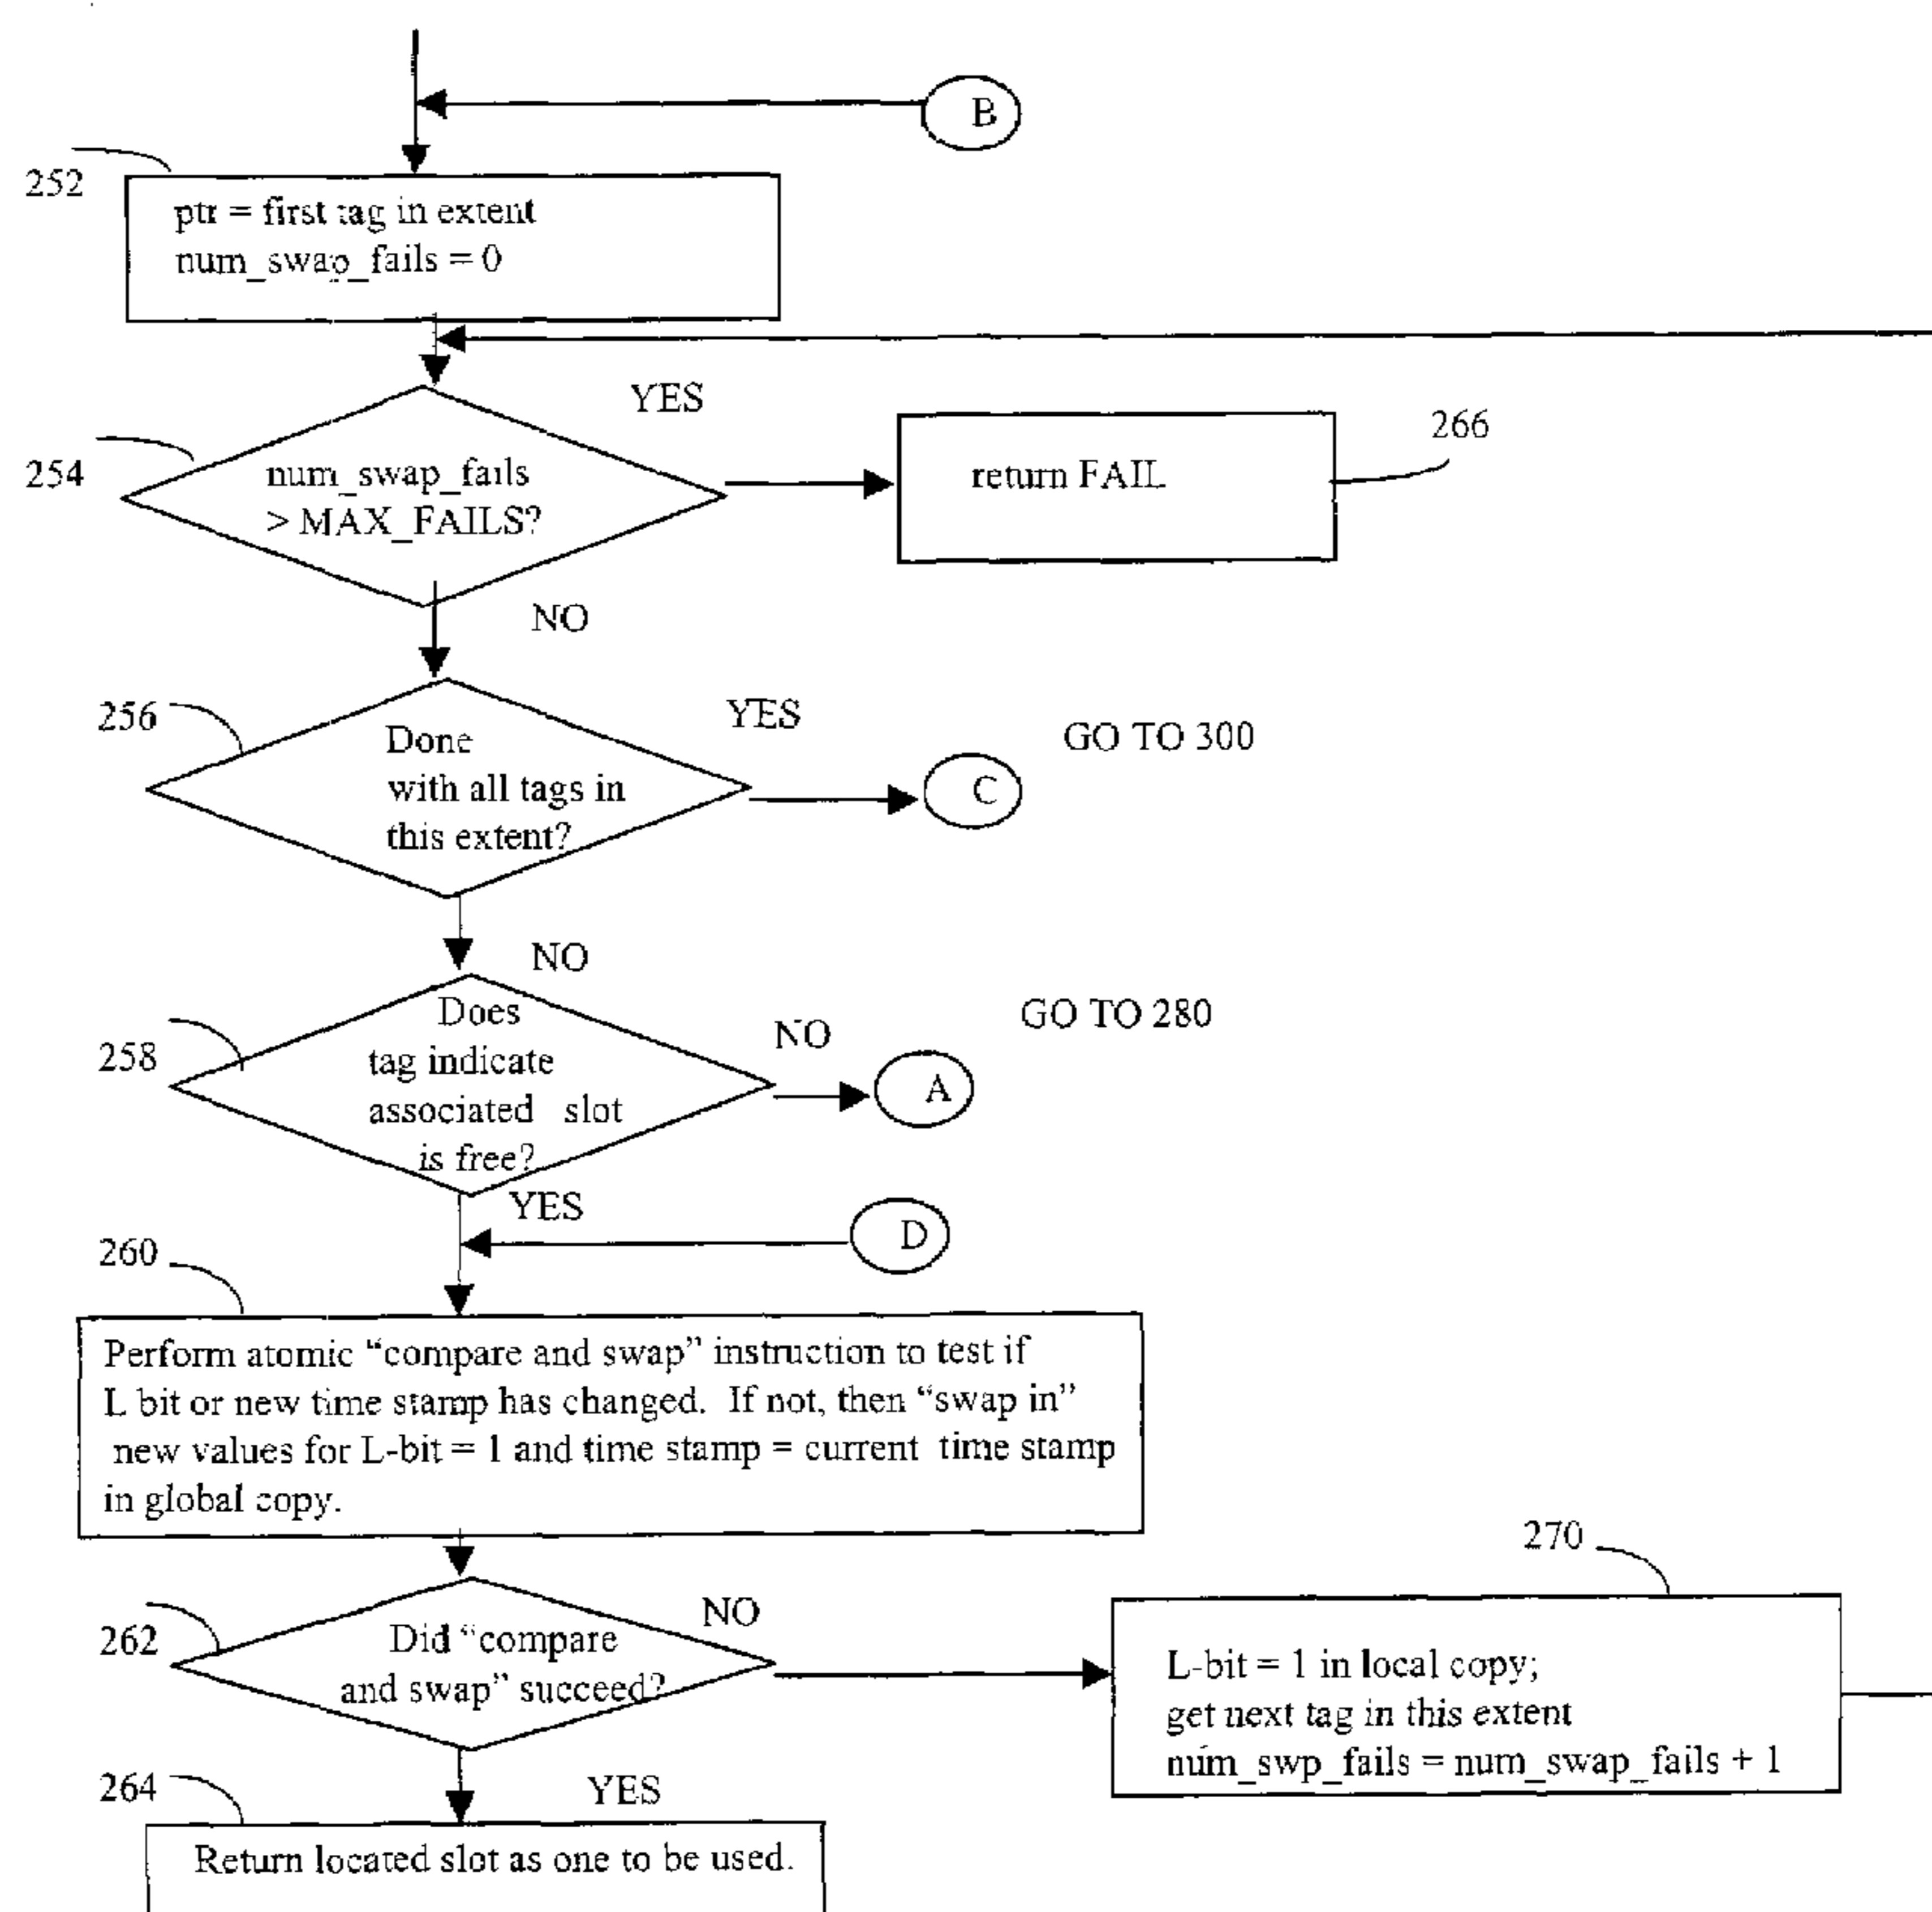 B
252
ptr = first tag in extent
num_swap_fails = 0
YES
266
254
num_swap_fails
> MAX_FAILS?
return FAIL
NO
256
YES
GO TO 300
Done
with all tags in
this extent?
C
NO
258
Does
tag indicate
associated slot
is free?
NO
GO TO 280
A
YES
D
260
Perform atomic “compare and swap” instruction to test if
L bit or new time stamp has changed. If not, then “swap in”
new values for L-bit = 1 and time stamp = current time stamp
in global copy.
270
262
Did “compare
and swap” succeed?
NO
L-bit = 1 in local copy;
get next tag in this extent
num_swp_fails = num_swap_fails + 1
264
YES
Return located slot as one to be used.